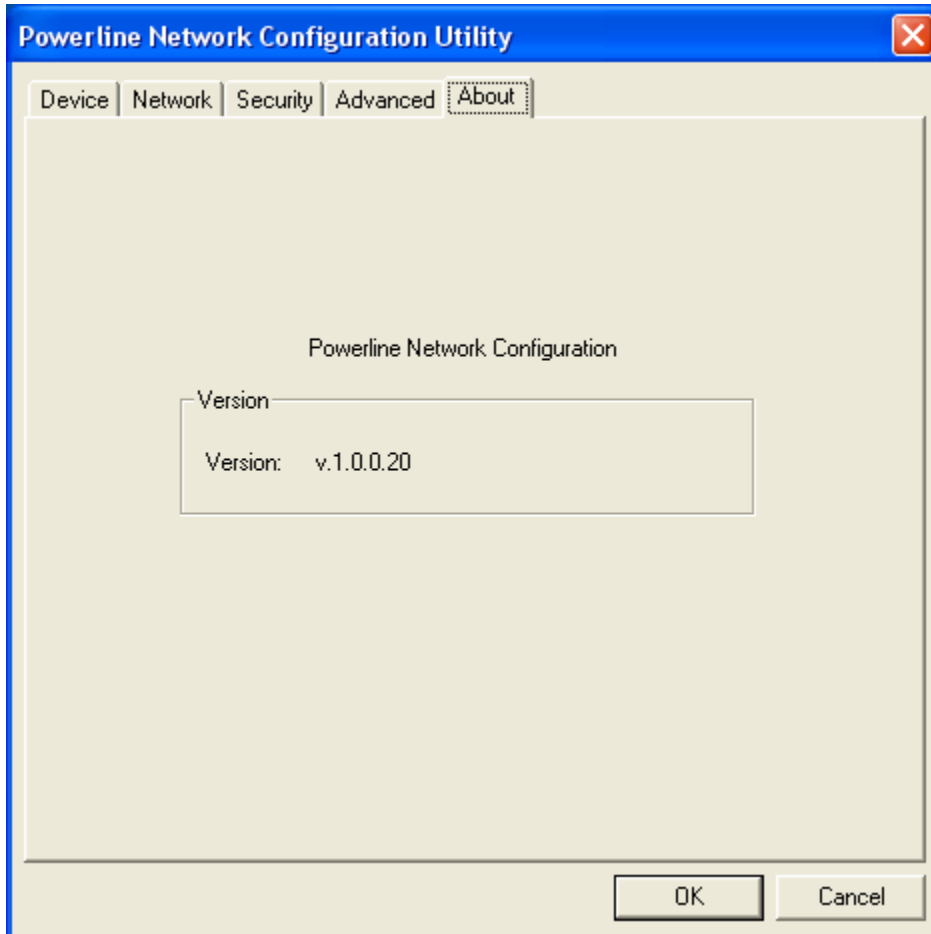 Powerline Network Configuration Utility
Device Network Security Advanced About
Powerline Network Configuration
Version
Version: v.1.0.0.20
OK Cancel